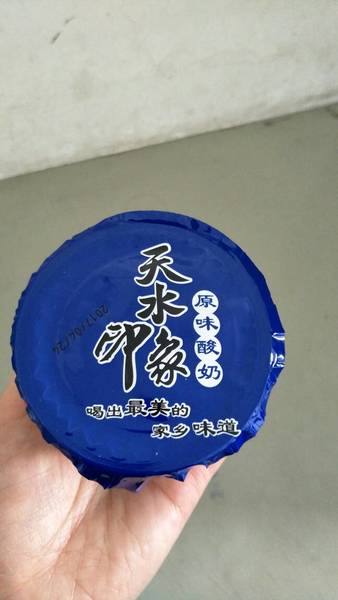 天水
印象
原味酸奶
喝出最美的
家乡味道
2017/04/24